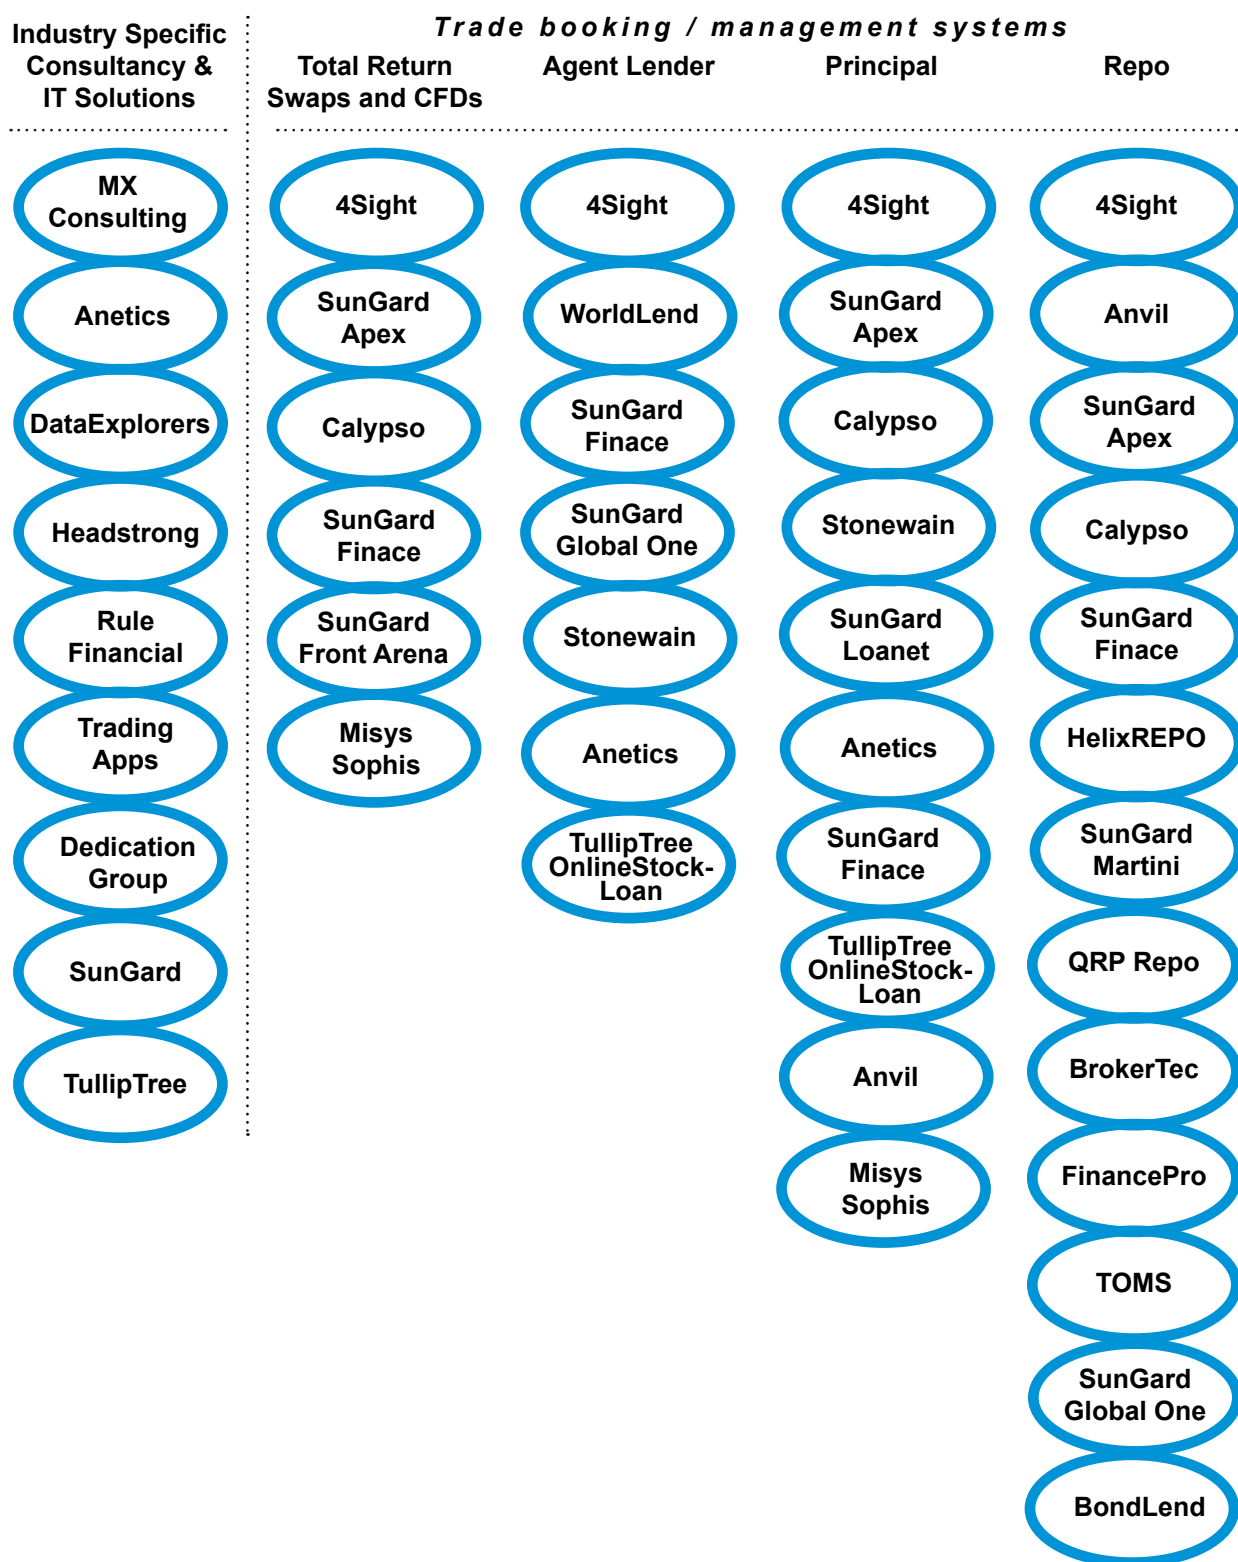 Industry Specific
Consultancy &
IT Solutions
Trade booking / management systems
Total Return
Swaps and CFDs
Agent Lender
Principal
Repo
MX
Consulting
Anetics
DataExplorers
Headstrong
Rule
Financial
Trading
Apps
Dedication
Group
SunGard
TullipTree
4Sight
SunGard
Apex
Calypso
SunGard
Finace
SunGard
Front Arena
Misys
Sophis
4Sight
WorldLend
SunGard
Finace
SunGard
Global One
Stonewain
Anetics
TullipTree
OnlineStock-
Loan
4Sight
SunGard
Apex
Calypso
Stonewain
SunGard
Loanet
Anetics
SunGard
Finace
TullipTree
OnlineStock-
Loan
Anvil
Misys
Sophis
4Sight
Anvil
SunGard
Apex
Calypso
SunGard
Finace
HelixREPO
SunGard
Martini
QRP Repo
BrokerTec
FinancePro
TOMS
SunGard
Global One
BondLend